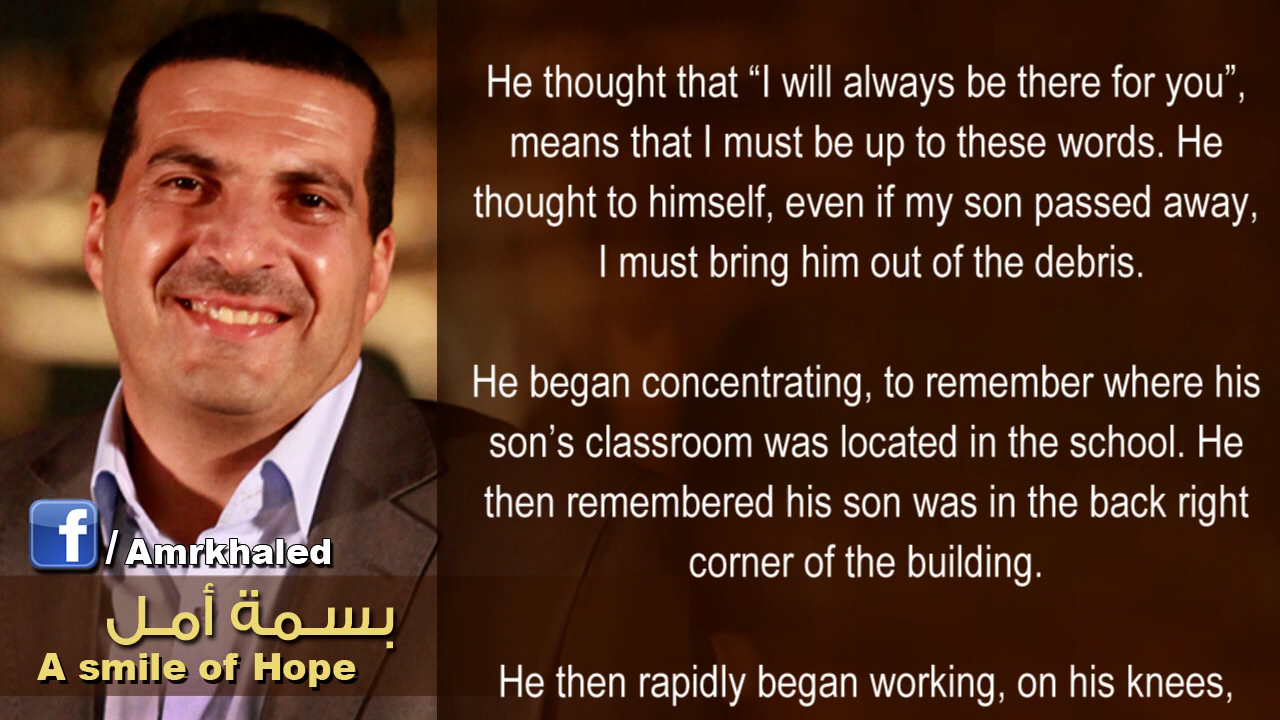 He thought that “I will always be there for you”,
means that I must be up to these words. He
thought to himself, even if my son passed away,
I must bring him out of the debris.
He began concentrating, to remember where his
son’s classroom was located in the school. He
then remembered his son was in the back right
corner of the building.
He then rapidly began working, on his knees,
f / Amrkhaled
بسمة أمل
A smile of Hope